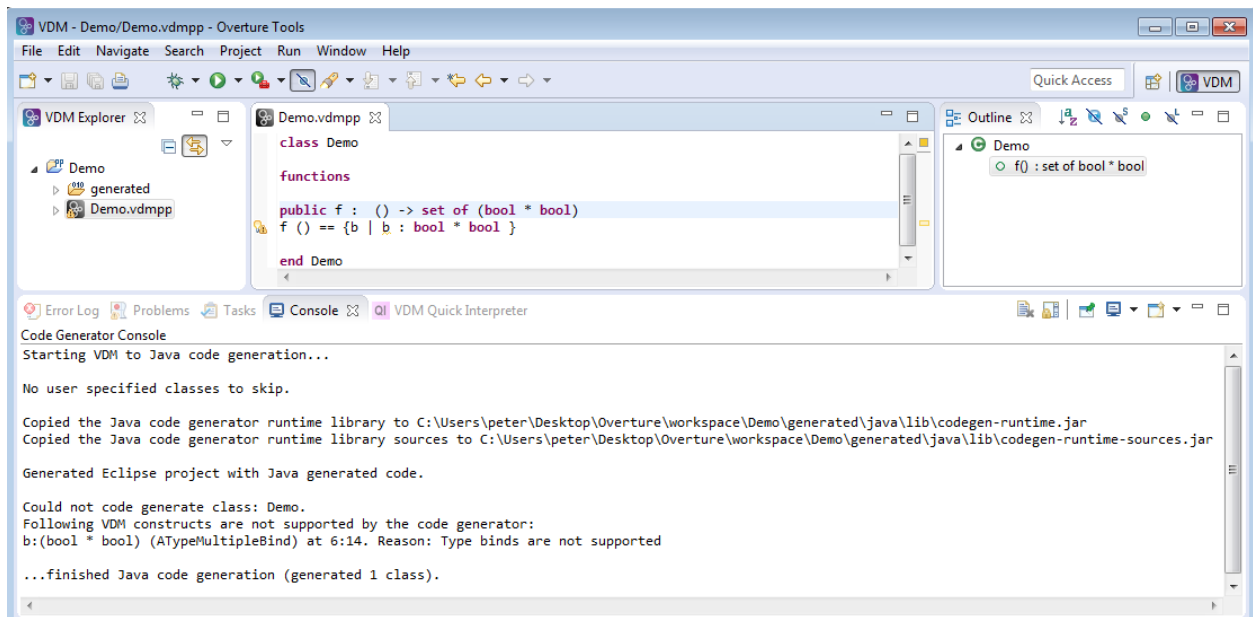 VDM - Demo/Demo.vdmpp - Overture Tools
File Edit Navigate Search Project Run Window Help
Quick Access
VDM
VDM Explorer
Demo
generated
Demo.vdmpp
Demo.vdmpp
class Demo
functions
public f : () -> set of (bool * bool)
f () == {b | b : bool * bool }
end Demo
Outline
Demo
f() : set of bool * bool
Error Log Problems Tasks Console QI VDM Quick Interpreter
Code Generator Console
Starting VDM to Java code generation...
No user specified classes to skip.
Copied the Java code generator runtime library to C:\Users\peter\Desktop\Overture\workspace\Demo\generated\java\lib\codegen-runtime.jar
Copied the Java code generator runtime library sources to C:\Users\peter\Desktop\Overture\workspace\Demo\generated\java\lib\codegen-runtime-sources.jar
Generated Eclipse project with Java generated code.
Could not code generate class: Demo.
Following VDM constructs are not supported by the code generator:
b:(bool * bool) (ATypeMultipleBind) at 6:14. Reason: Type binds are not supported
...finished Java code generation (generated 1 class).